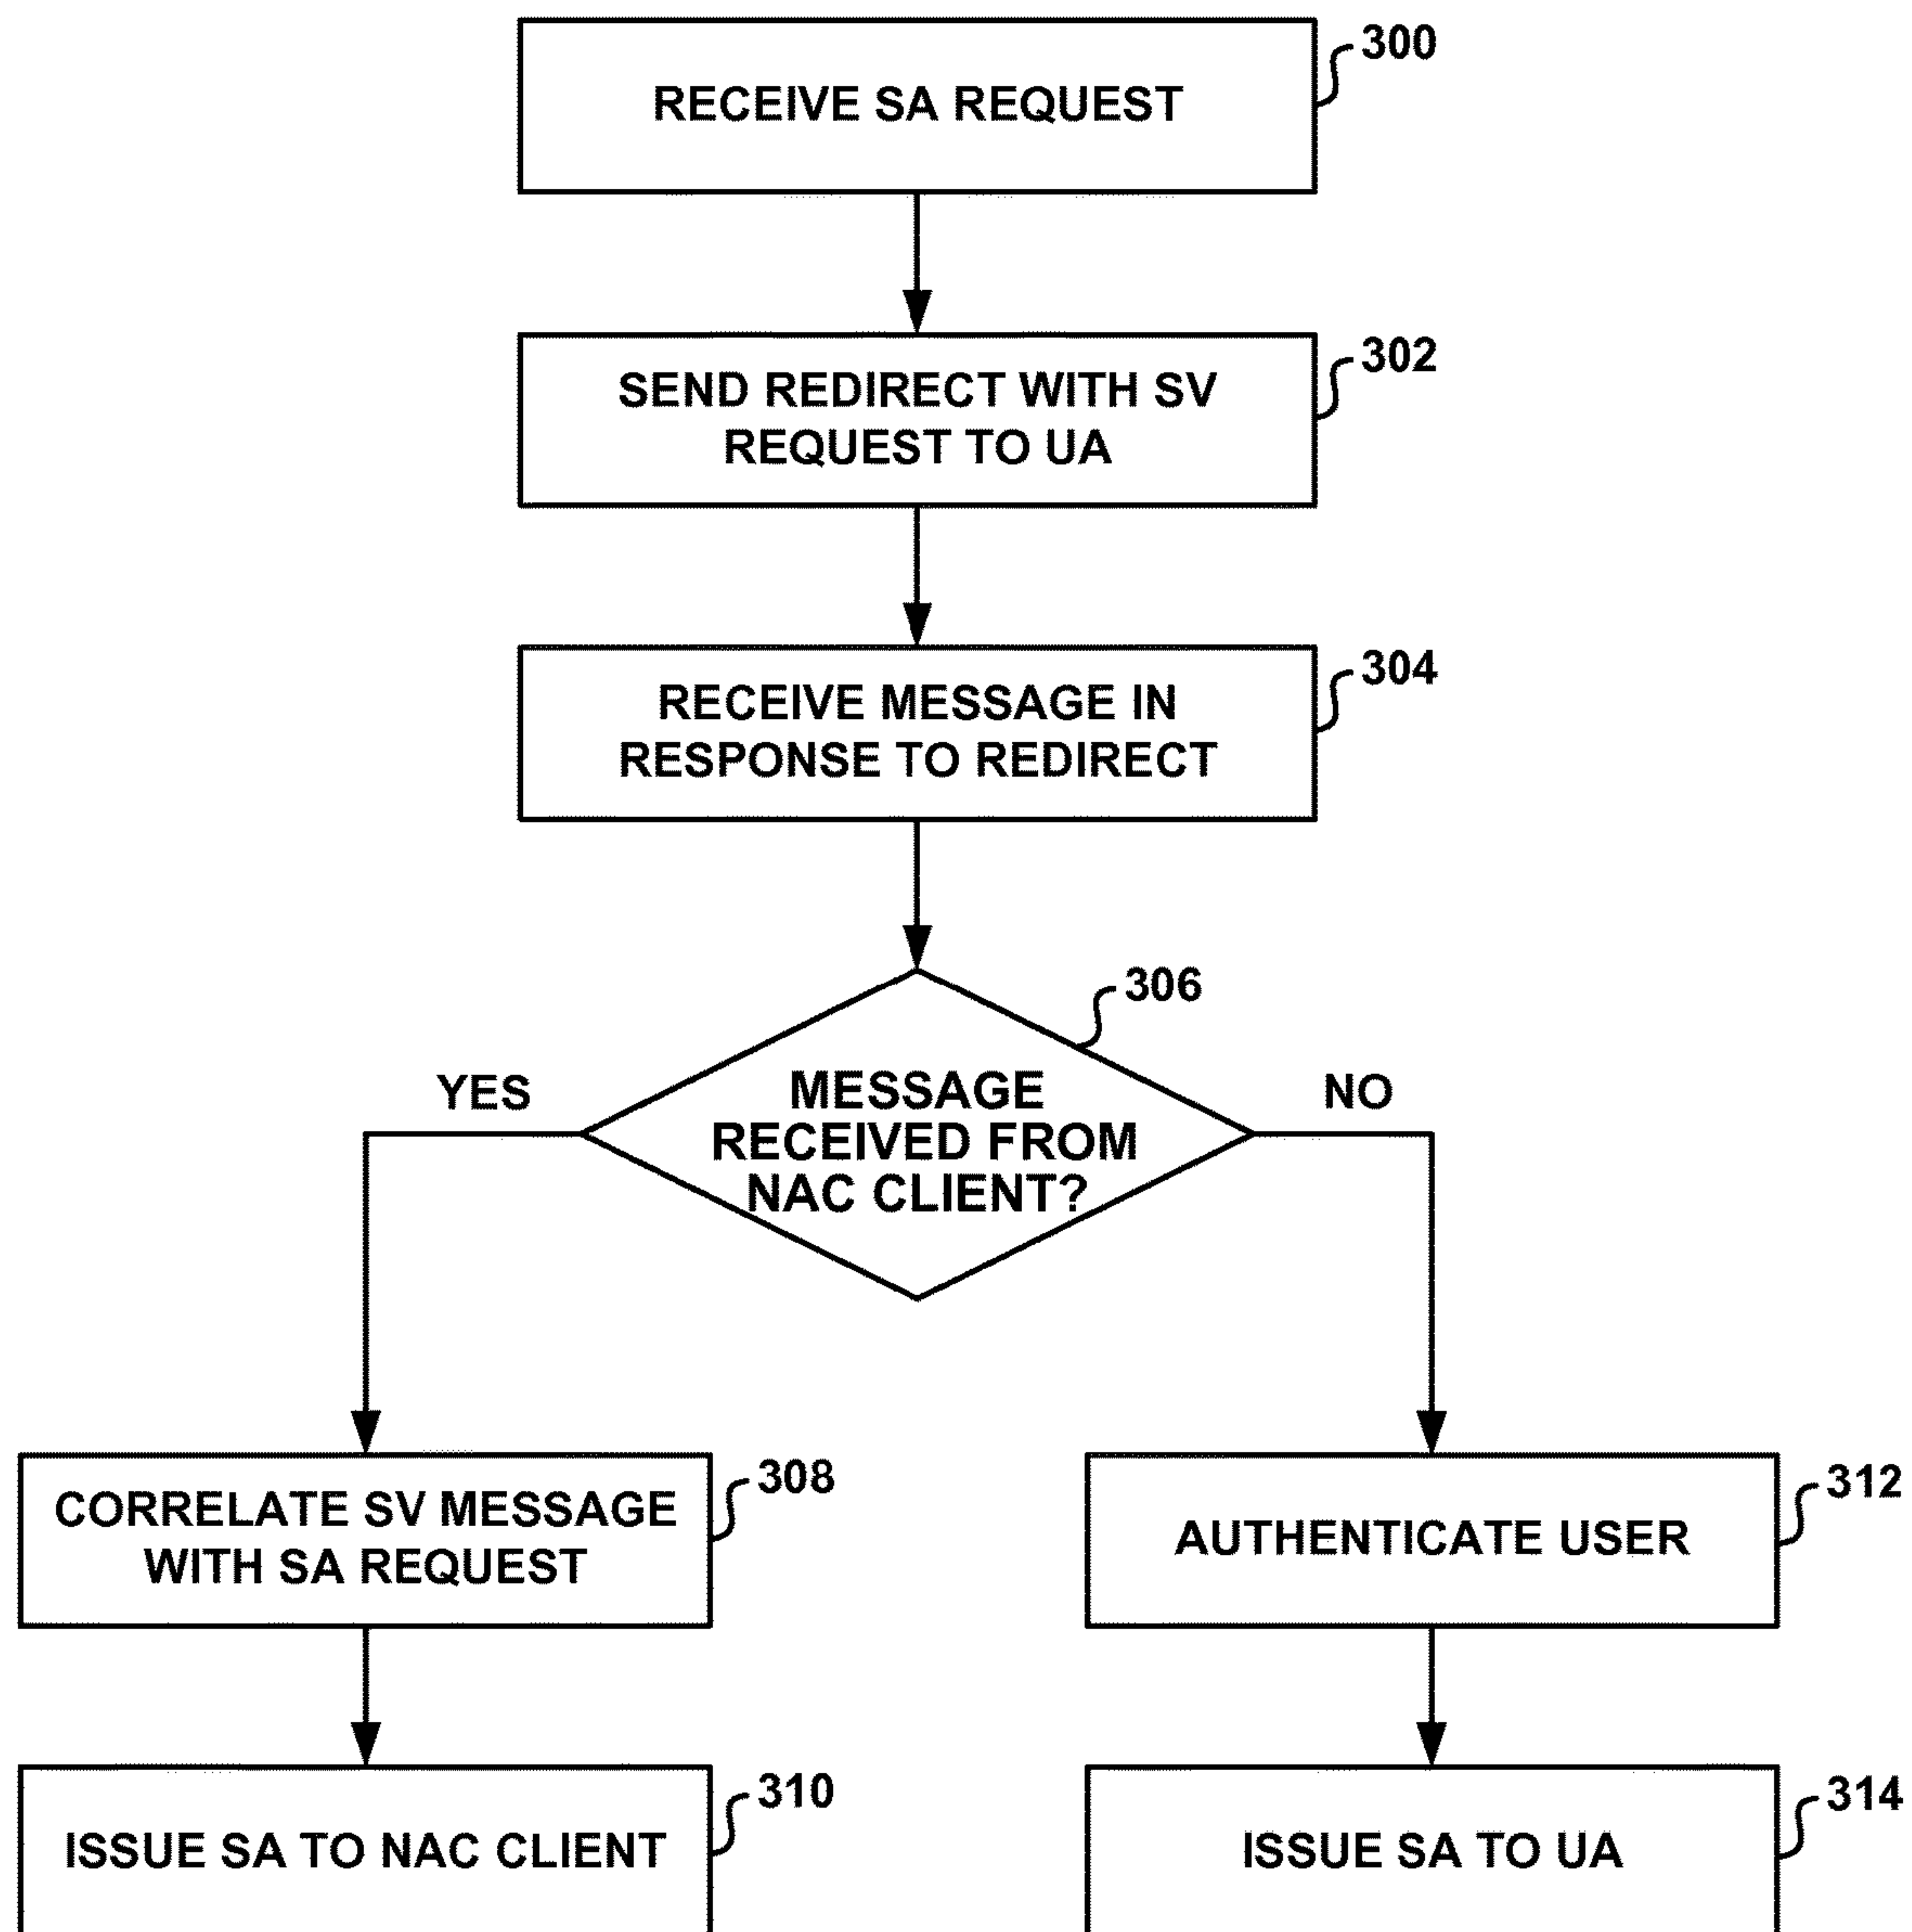 RECEIVE SA REQUEST
300
SEND REDIRECT WITH SV
REQUEST TO UA
302
RECEIVE MESSAGE IN
RESPONSE TO REDIRECT
304
306
YES
MESSAGE
RECEIVED FROM
NAC CLIENT?
NO
CORRELATE SV MESSAGE
WITH SA REQUEST
308
AUTHENTICATE USER
312
ISSUE SA TO NAC CLIENT
310
ISSUE SA TO UA
314